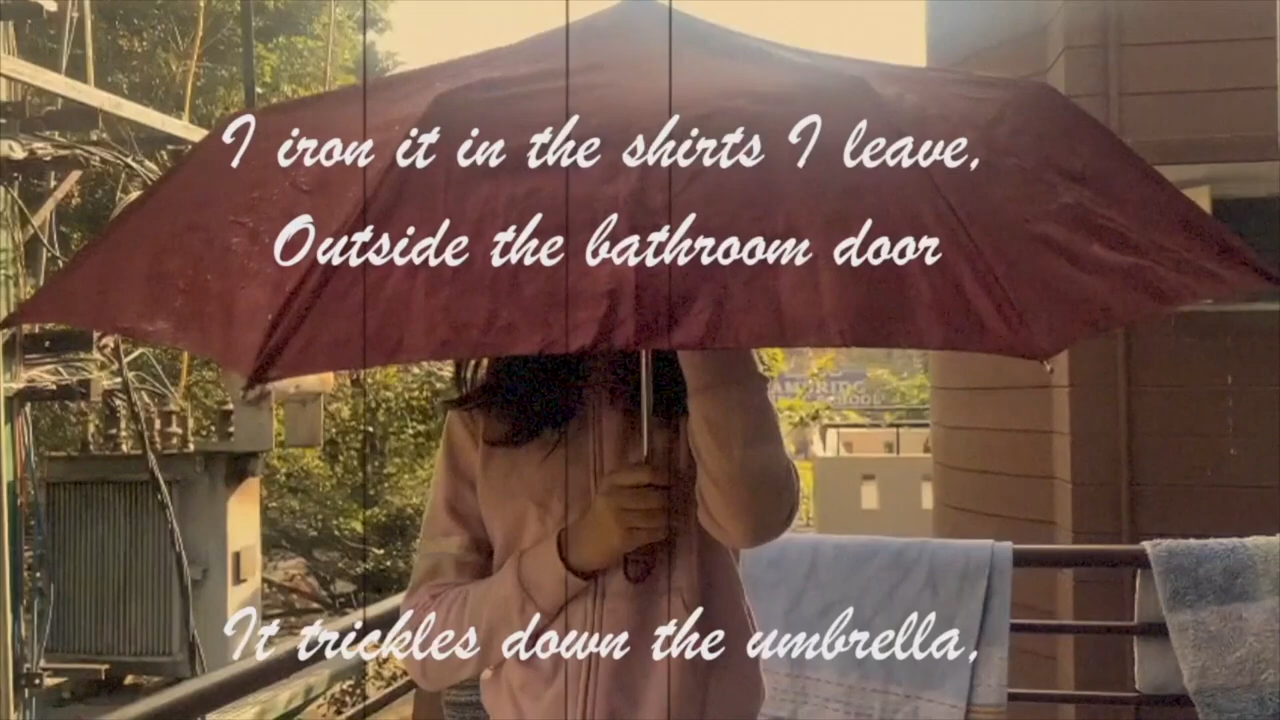 I iron it in the shirts I leave,
Outside the bathroom door
It trickles down the umbrella,